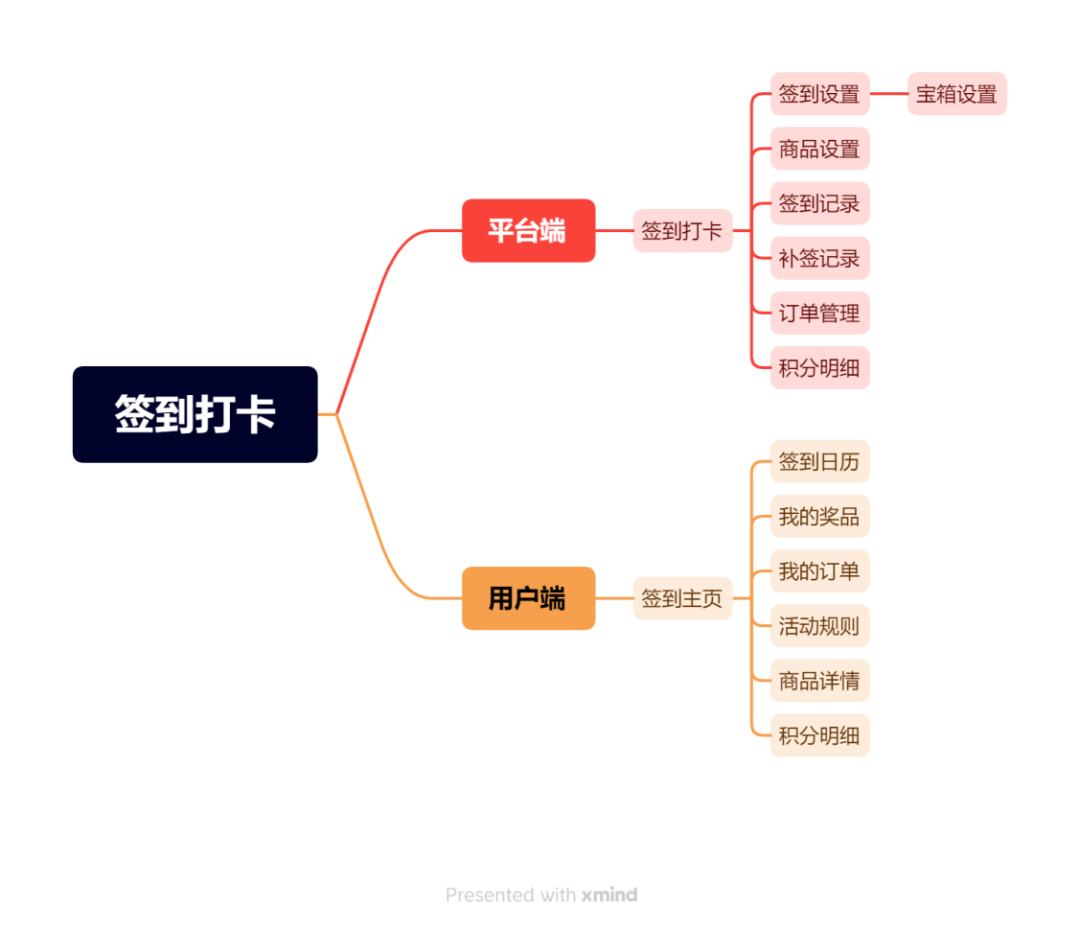 签到打卡
平台端
签到打卡
签到设置
宝箱设置
商品设置
签到记录
补签记录
订单管理
积分明细
用户端
签到主页
签到日历
我的奖品
我的订单
活动规则
商品详情
积分明细
Presented with xmind